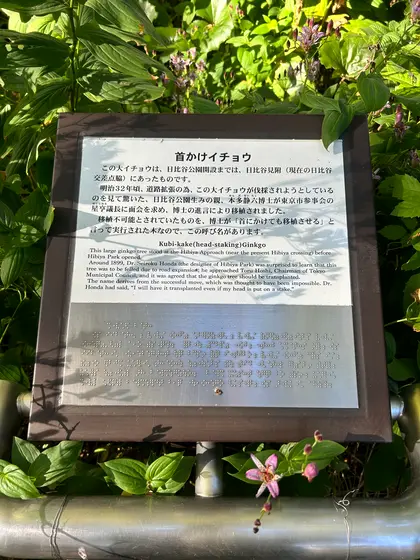 首かけイチョウ
この大イチョウは、日比谷公園開設までは、日比谷見附（現在の日比谷
交差点脇）にあったものです。
明治32年頃、道路拡張の為、この大イチョウが伐採されようとしている
のを見て驚いた、日比谷公園生みの親、本多静六博士が東京市参事会の
星亨議長に面会を求め、博士の進言により移植されました。
移植不可能とされていたものを、博士が「首にかけても移植させる」と
言って実行された木なので、この呼び名があります。
Kubi-kake(head-staking)Ginkgo
This large ginkgo tree stood at the Hibiya Approach (near the present Hibiya crossing) before
Hibiya Park opened.
Around 1899, Dr. Seiroku Honda the designer of Hibiya Park) was surprised to learn that this
tree was to be felled due to road expansion; he approached Toru Hoshi, Chairman of Tokyo
Municipal Council, and it was agreed that the ginkgo tree should be transplanted.
The name derives from the successful move, which was thought to have been impossible. Dr.
Honda had said, "I will have it transplanted even if my head is put on a stake."